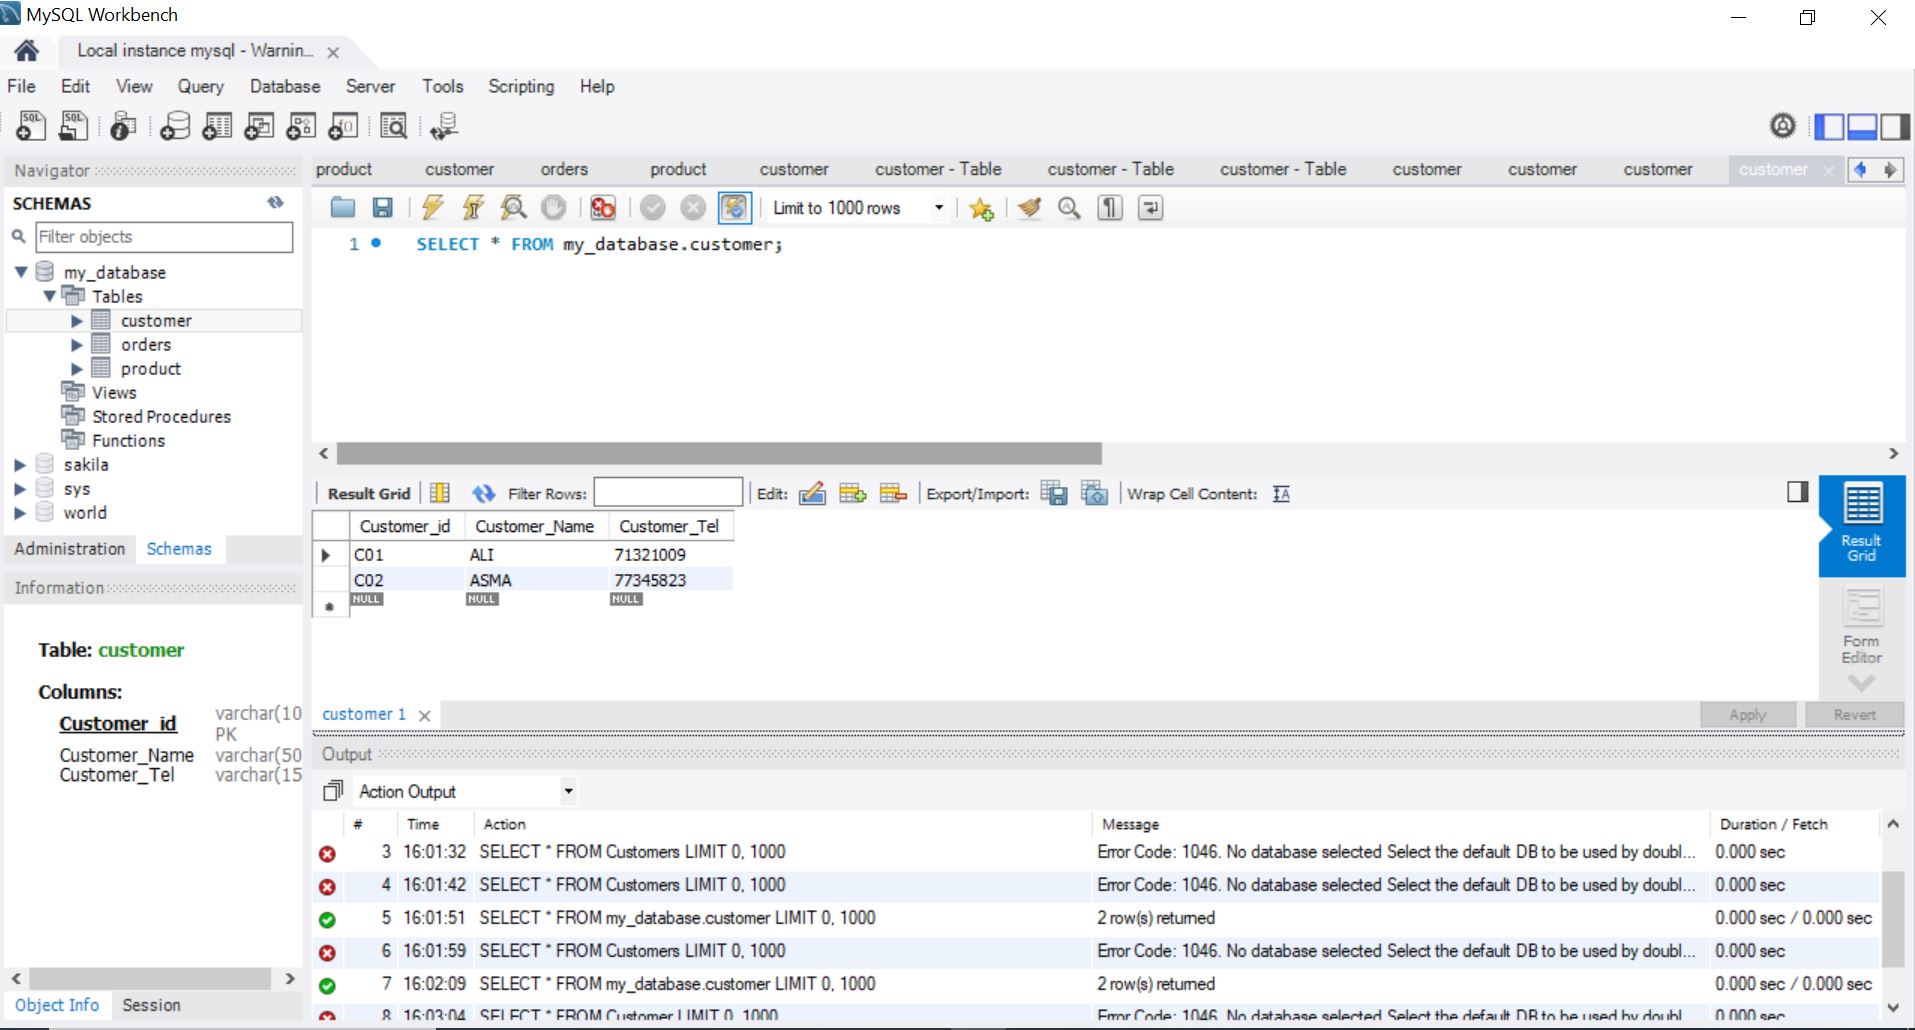 MySQL Workbench
Local instance mysql - Warnin...
File Edit View Query Database Server Tools Scripting Help
SQL SQL
Navigator
SCHEMAS
Filter objects
my_database
Tables
customer
orders
product
Views
Stored Procedures
Functions
sakila
sys
world
Administration Schemas
Information
Table: customer
Columns:
Customer_id varchar(10
PK
Customer_Name varchar(50
Customer_Tel varchar(15
Object Info Session
product customer orders product customer customer - Table customer - Table customer - Table customer customer customer customer
Limit to 1000 rows
1 SELECT * FROM my_database.customer;
Result Grid Filter Rows: Edit: Export/Import: Wrap Cell Content:
Customer_id Customer_Name Customer_Tel
C01 ALI 71321009
C02 ASMA 77345823
NULL NULL NULL
Result
Grid
Form
Editor
customer 1 Apply Revert
Output
Action Output
# Time Action Message Duration / Fetch
3 16:01:32 SELECT * FROM Customers LIMIT 0, 1000 Error Code: 1046. No database selected Select the default DB to be used by doubl... 0.000 sec
4 16:01:42 SELECT * FROM Customers LIMIT 0, 1000 Error Code: 1046. No database selected Select the default DB to be used by doubl... 0.000 sec
5 16:01:51 SELECT * FROM my_database.customer LIMIT 0, 1000 2 row(s) returned 0.000 sec / 0.000 sec
6 16:01:59 SELECT * FROM Customers LIMIT 0, 1000 Error Code: 1046. No database selected Select the default DB to be used by doubl... 0.000 sec
7 16:02:09 SELECT * FROM my_database.customer LIMIT 0, 1000 2 row(s) returned 0.000 sec / 0.000 sec
8 16:03:04 SELECT * FROM Customer LIMIT 0, 1000 Error Code: 1046. No database selected Select the default DB to be used by doubl... 0.000 sec